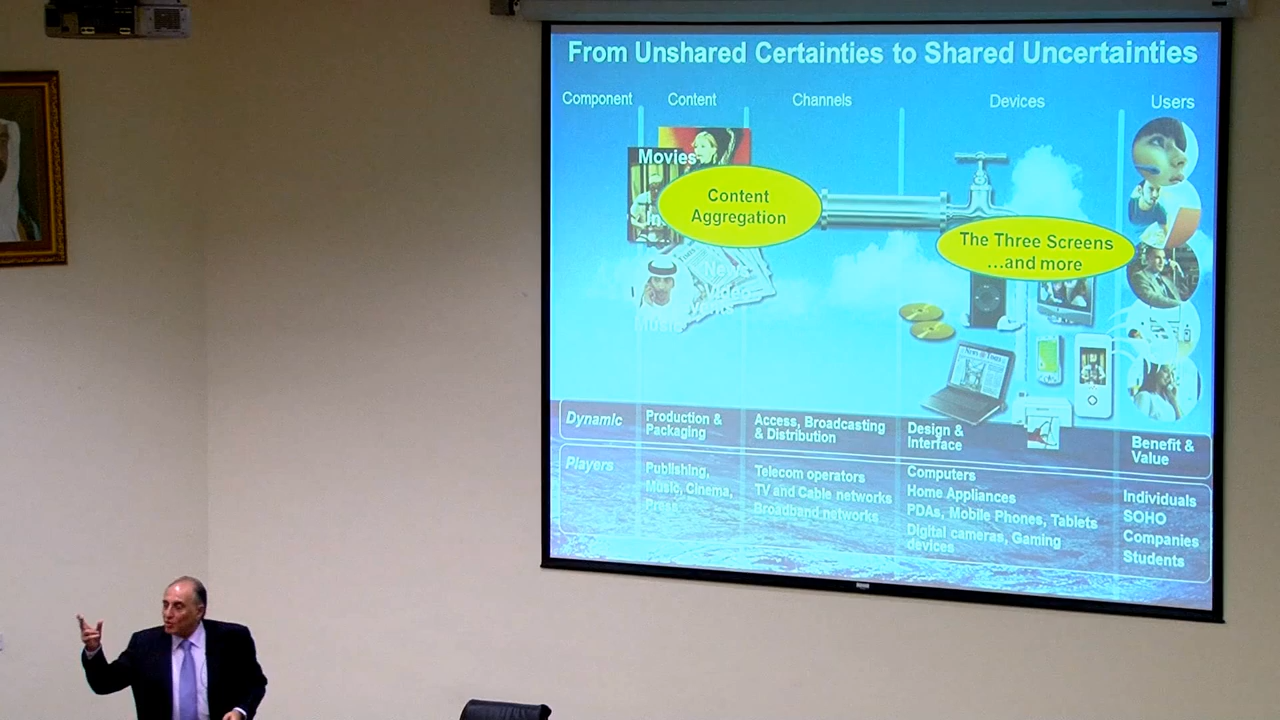 From Unshared Certainties to Shared Uncertainties
Component
Content
Channels
Devices
Users
Movies
Content
Aggregation
The Three Screens
...and more
Music
Dynamic
Production &
Packaging
Access, Broadcasting
& Distribution
Design &
Interface
Benefit &
Value
Players
Publishing,
Music, Cinema,
Press
Telecom operators
TV and Cable networks
Broadband networks
Computers
Home Appliances
PDAs, Mobile Phones, Tablets
Digital cameras, Gaming
devices
Individuals
SOHO
Companies
Students